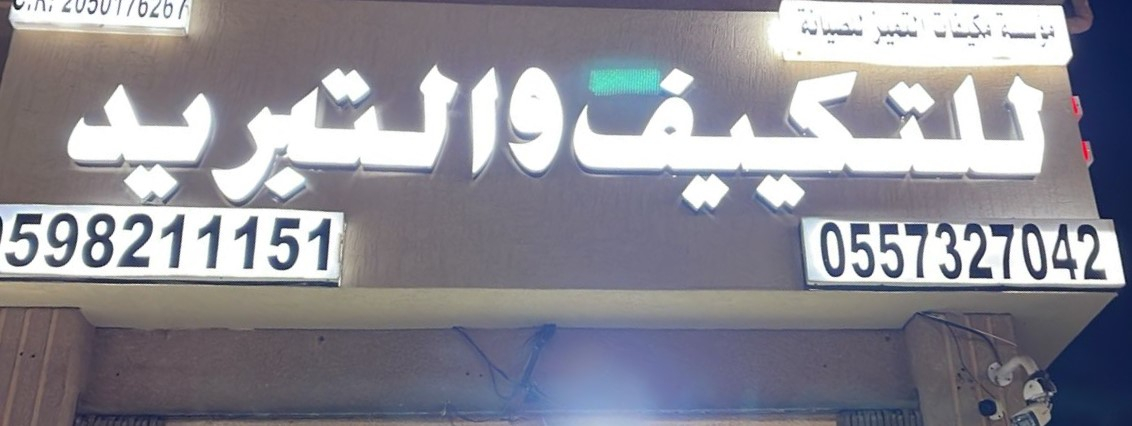 مؤسسة مكيفات التميز للصيانة
C.R: 2050176267
للتكييف والتبريد
0557327042
0598211151